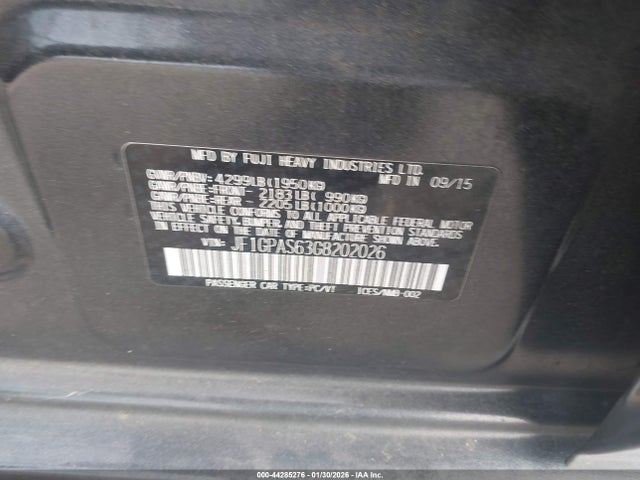 MFD BY FUJI HEAVY INDUSTRIES LTD.
MFD IN 09/15
GVWR/PNBV: 4299LB(1950KG)
GAWR/PNBE-FRONT- 2183LB( 990KG)
GAWR/PNBE-REAR - 2205LB(1000KG)
THIS VEHICLE CONFORMS TO ALL APPLICABLE FEDERAL MOTOR
VEHICLE SAFETY, BUMPER, AND THEFT PREVENTION STANDARDS
IN EFFECT ON THE DATE OF MANUFACTURE SHOWN ABOVE.
VIN: JF1GPAS63G8202026
PASSENGER CAR TYPE:PC/VT ICES/NMB-002
000-44285276 | 01/30/2026 | IAA Corp.